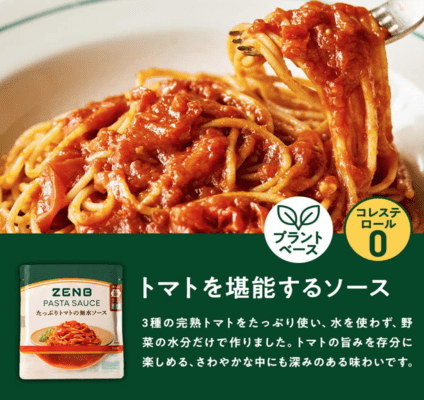 プラント
ベース
コレステ
ロール
0
ZENB
PASTA SAUCE
たっぷりトマトの無水ソース
トマトを堪能するソース
3種の完熟トマトをたっぷり使い、水を使わず、野
菜の水分だけで作りました。トマトの旨みを存分に
楽しめる、さわやかな中にも深みのある味わいです。